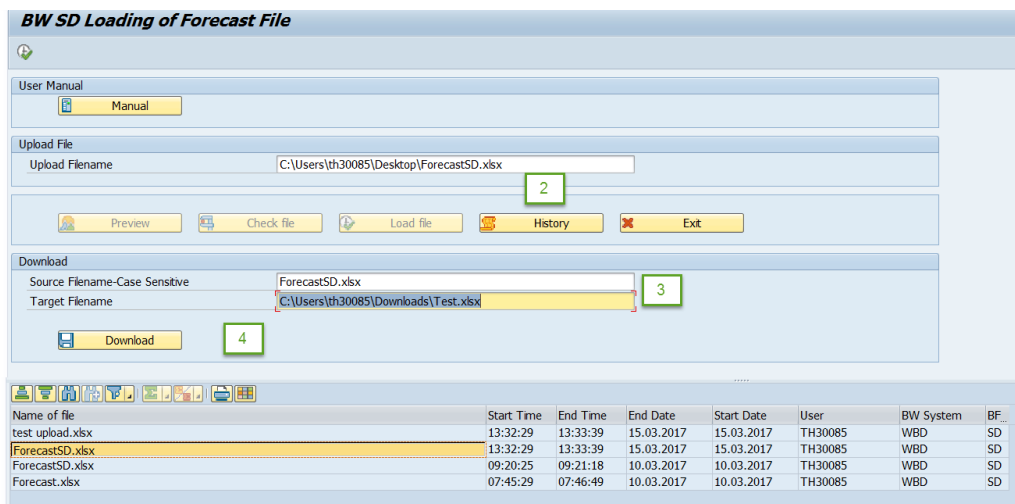 BW SD Loading of Forecast File
User Manual
Manual
Upload File
Upload Filename C:\Users\th30085\Desktop\ForecastSD.xlsx
2
Preview Check file Load file History Exit
Download
Source Filename-Case Sensitive ForecastSD.xlsx
3
Target Filename C:\Users\th30085\Downloads\Test.xlsx
Download 4
Name of file Start Time End Time End Date Start Date User BW System BF...
test upload.xlsx 13:32:29 13:33:39 15.03.2017 15.03.2017 TH30085 WBD SD
ForecastSD.xlsx 13:32:29 13:33:39 15.03.2017 15.03.2017 TH30085 WBD SD
ForecastSD.xlsx 09:20:25 09:21:18 10.03.2017 10.03.2017 TH30085 WBD SD
Forecast.xlsx 07:45:29 07:46:49 10.03.2017 10.03.2017 TH30085 WBD SD